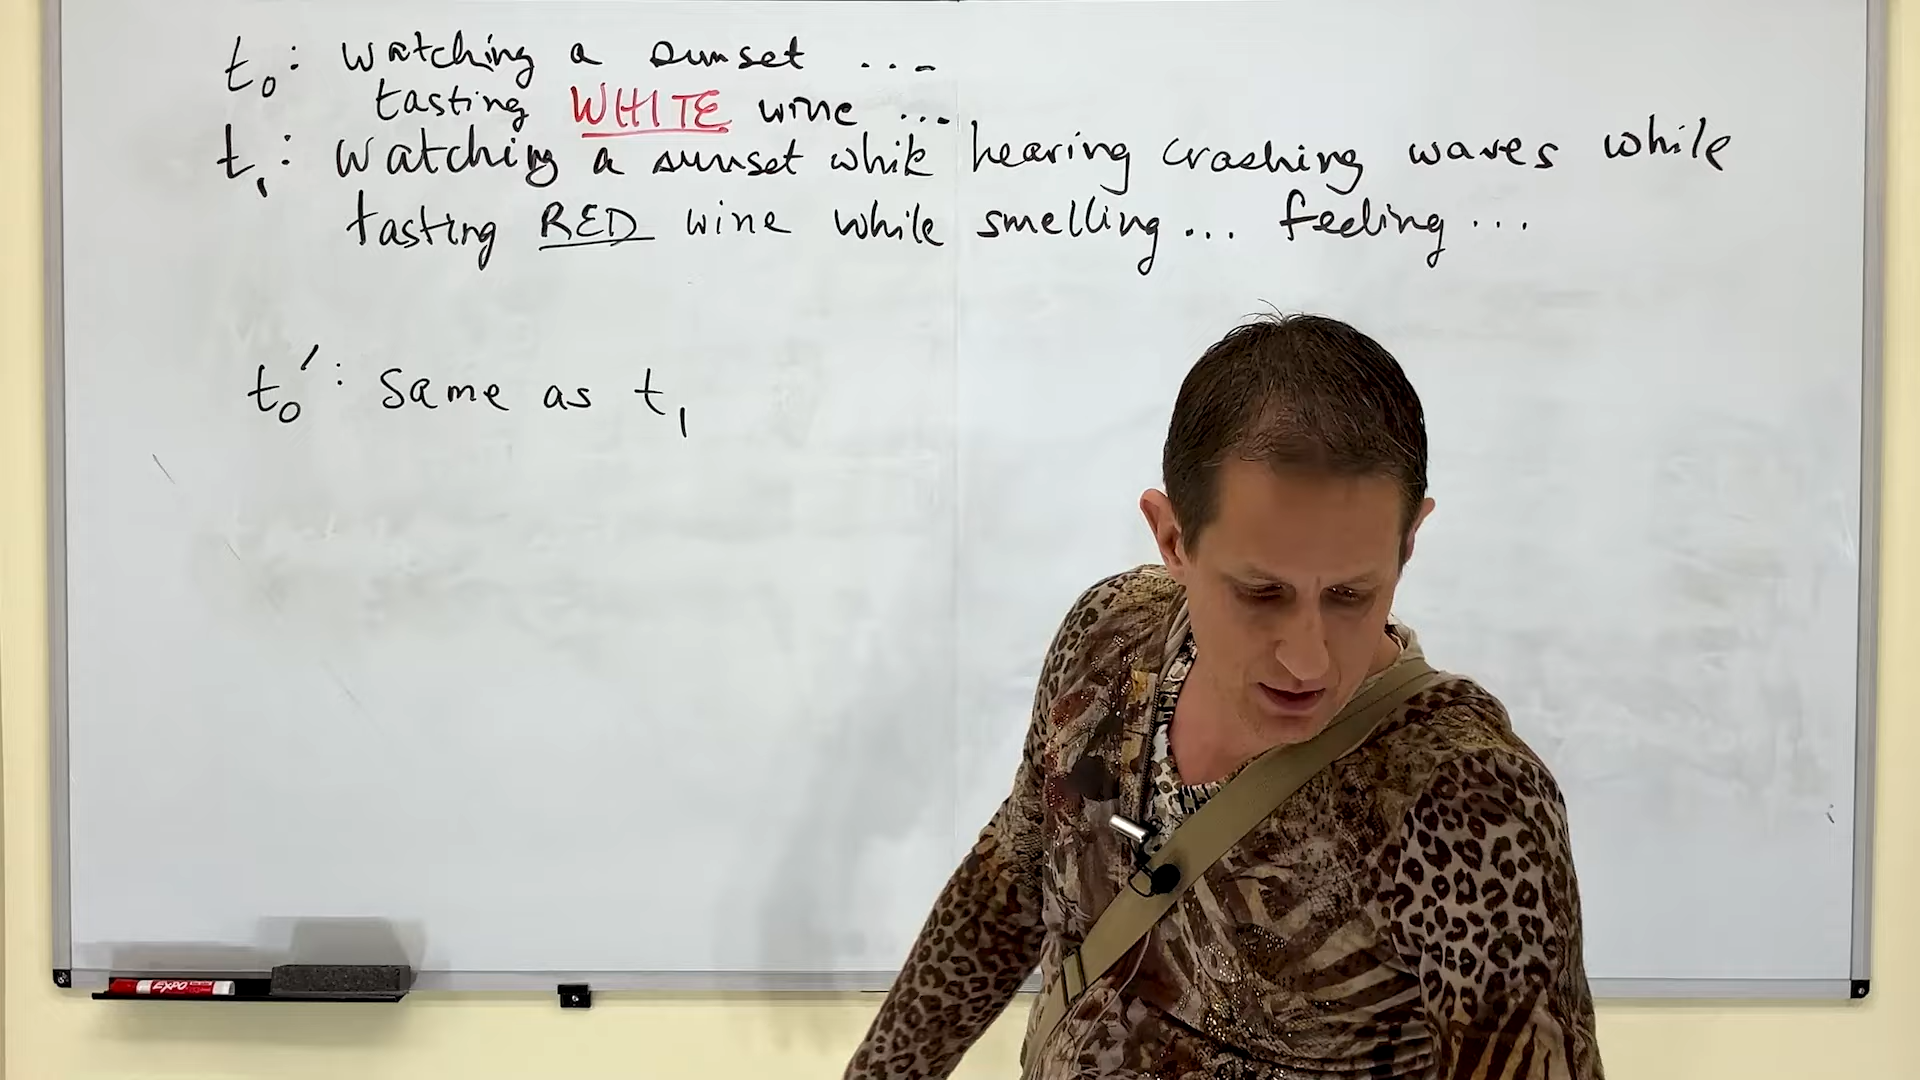 t₀: watching a sunset ...
tasting WHITE wine ...
t₁: watching a sunset while hearing crashing waves while
tasting RED wine while smelling... feeling...
t₀′: Same as t₁
EXPO